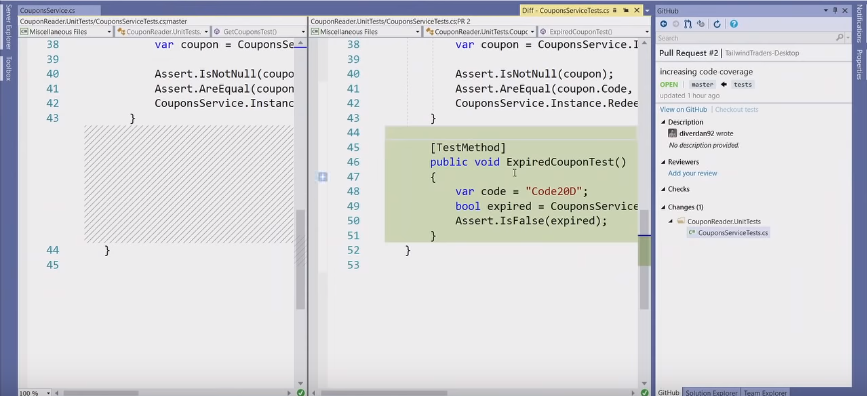 CouponsService.cs
Diff - CouponsServiceTests.cs
CouponReader.UnitTests/CouponsServiceTests.cs;master
Miscellaneous Files
CouponReader.UnitTests.
GetCouponsTest()
38 var coupon = CouponsSe
39
40 Assert.IsNotNull(coupo
41 Assert.AreEqual(coupon
42 CouponsService.Instanc
43 }
44 }
45
100 %
CouponReader.UnitTests/CouponsServiceTests.cs;PR 2
Miscellaneous Files
CouponReader.UnitTests.Coupo
ExpiredCouponTest()
38 var coupon = CouponsService.I
39
40 Assert.IsNotNull(coupon);
41 Assert.AreEqual(coupon.Code,
42 CouponsService.Instance.Redee
43 }
44
45 [TestMethod]
46 public void ExpiredCouponTest()
47 {
48 var code = "Code20D";
49 bool expired = CouponsService
50 Assert.IsFalse(expired);
51 }
52 }
53
GitHub
Search
Pull Request #2 TailwindTraders-Desktop
increasing code coverage
OPEN master tests
updated 1 hour ago
View on GitHub | Checkout tests
Description
diverdan92 wrote
No description provided.
Reviewers
Add your review
Checks
Changes (1)
CouponReader.UnitTests
CouponsServiceTests.cs
GitHub Solution Explorer Team Explorer
Server Explorer
Toolbox
Notifications
Properties